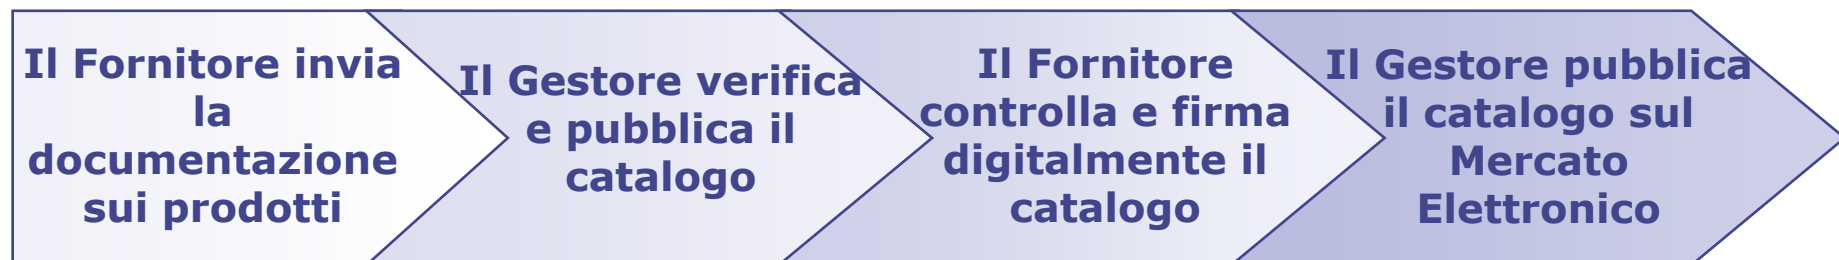 Il Fornitore invia
la
documentazione
sui prodotti
Il Gestore verifica
e pubblica il
catalogo
Il Fornitore
controlla e firma
digitalmente il
catalogo
Il Gestore pubblica
il catalogo sul
Mercato
Elettronico